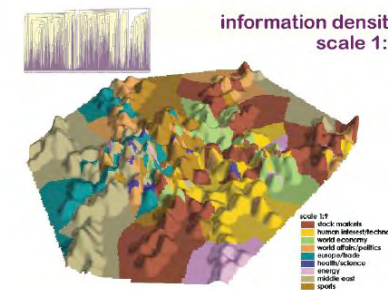 information densit
scale 1:
scale 1:9
stock markets
human interest/techno
world economy
world affairs/politics
europe/trade
health/science
energy
middle east
sports